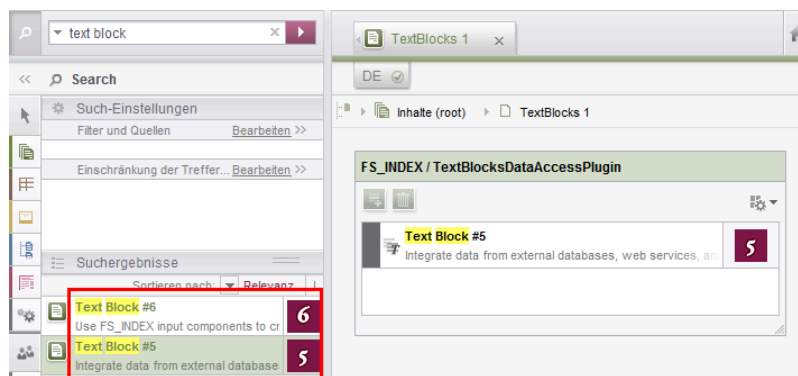 text block
Search
Such-Einstellungen
Filter und Quellen Bearbeiten >>
Einschränkung der Treffer... Bearbeiten >>
Suchergebnisse
Sortieren nach: Relevanz
Text Block #6
Use FS_INDEX input components to cr
6
Text Block #5
Integrate data from external database
5
TextBlocks 1
DE
Inhalte (root) TextBlocks 1
FS_INDEX / TextBlocksDataAccessPlugin
Text Block #5
Integrate data from external databases, web services, an
5